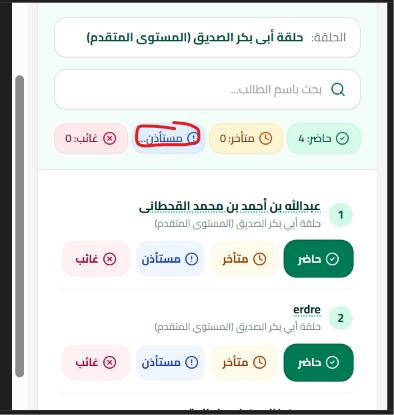 الحلقة: حلقة أبي بكر الصديق (المستوى المتقدم)
بحث باسم الطالب...
حاضر: 4 متأخر: 0 مستأذن... غائب: 0
1 عبدالله بن أحمد بن محمد القحطاني
حلقة أبي بكر الصديق (المستوى المتقدم)
حاضر متأخر مستأذن غائب
2 erdre
حلقة أبي بكر الصديق (المستوى المتقدم)
حاضر متأخر مستأذن غائب